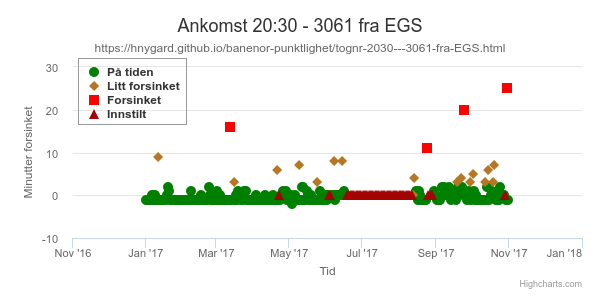 Ankomst 20:30 - 3061 fra EGS
https://hnygard.github.io/banenor-punktlighet/tognr-2030---3061-fra-EGS.html
På tiden
Litt forsinket
Forsinket
Innstilt
Minutter forsinket
30
20
10
0
-10
Nov '16
Jan '17
Mar '17
May '17
Jul '17
Sep '17
Nov '17
Jan '18
Tid
Highcharts.com